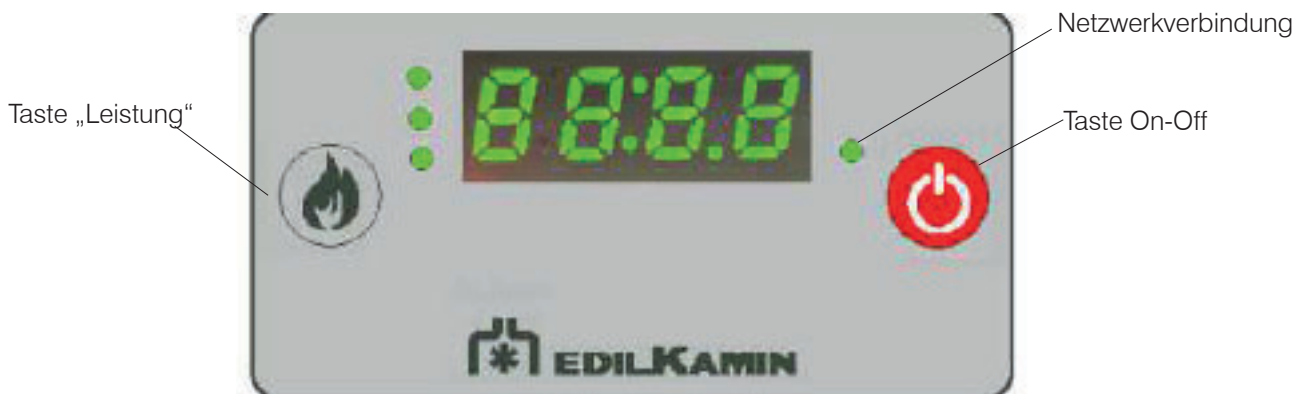 Netzwerkverbindung
Taste „Leistung“
Taste On-Off
88:8.8
EDILKAMIN